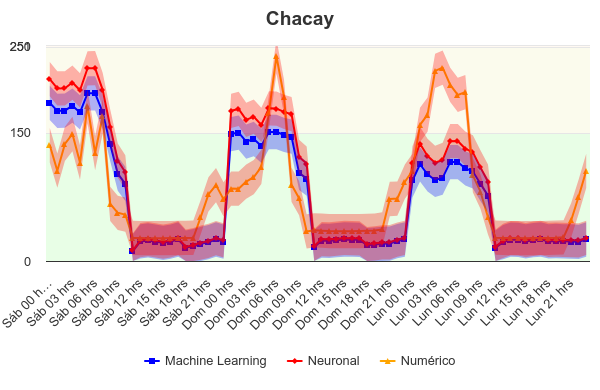 Chacay
250
150
0
Sáb 00 h...
Sáb 03 hrs
Sáb 06 hrs
Sáb 09 hrs
Sáb 12 hrs
Sáb 15 hrs
Sáb 18 hrs
Sáb 21 hrs
Dom 00 hrs
Dom 03 hrs
Dom 06 hrs
Dom 09 hrs
Dom 12 hrs
Dom 15 hrs
Dom 18 hrs
Dom 21 hrs
Lun 00 hrs
Lun 03 hrs
Lun 06 hrs
Lun 09 hrs
Lun 12 hrs
Lun 15 hrs
Lun 18 hrs
Lun 21 hrs
Machine Learning
Neuronal
Numérico